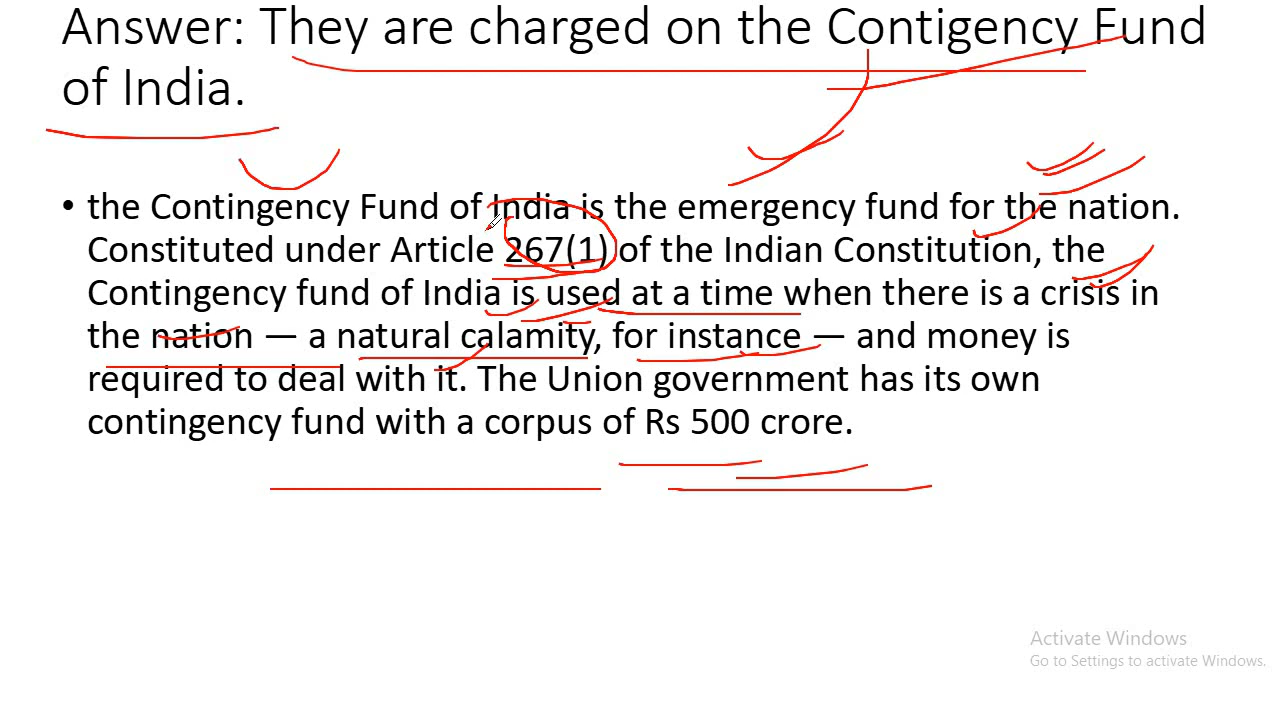 Answer: They are charged on the Contigency Fund
of India.
• the Contingency Fund of India is the emergency fund for the nation.
Constituted under Article 267(1) of the Indian Constitution, the
Contingency fund of India is used at a time when there is a crisis in
the nation — a natural calamity, for instance — and money is
required to deal with it. The Union government has its own
contingency fund with a corpus of Rs 500 crore.
Activate Windows
Go to Settings to activate Windows.